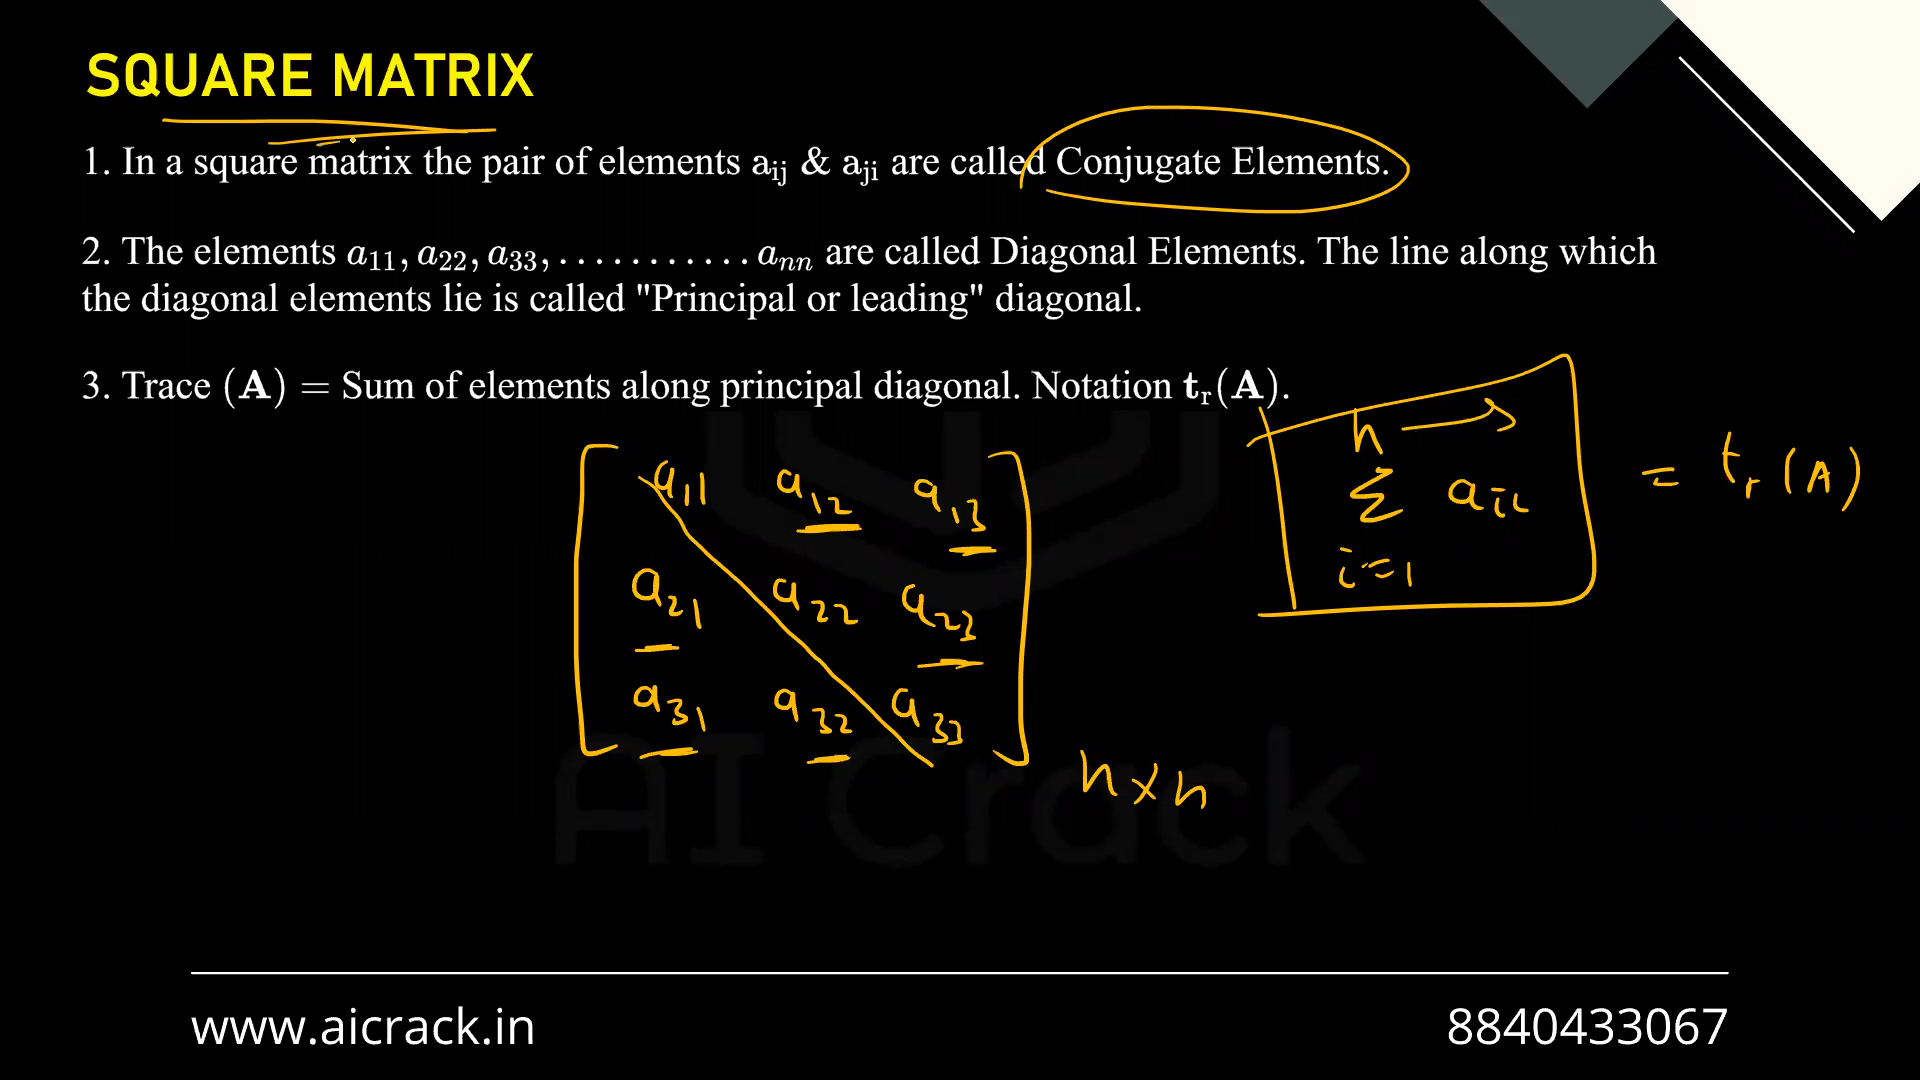 SQUARE MATRIX
1. In a square matrix the pair of elements aij & aji are called Conjugate Elements.
2. The elements a11, a22, a33, ........... ann are called Diagonal Elements. The line along which
the diagonal elements lie is called "Principal or leading" diagonal.
3. Trace (A) = Sum of elements along principal diagonal. Notation tr(A).
a11 a12 a13
a21 a22 a23
a31 a32 a33
n×n
n →
Σ aii = tr(A)
i=1
AI Crack
www.aicrack.in
8840433067